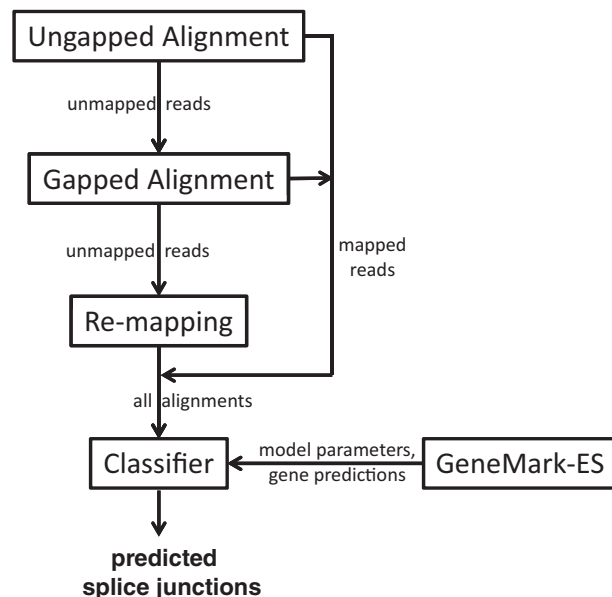 Ungapped Alignment
unmapped reads
Gapped Alignment
unmapped reads
mapped
reads
Re-mapping
all alignments
Classifier
model parameters,
gene predictions
GeneMark-ES
predicted
splice junctions